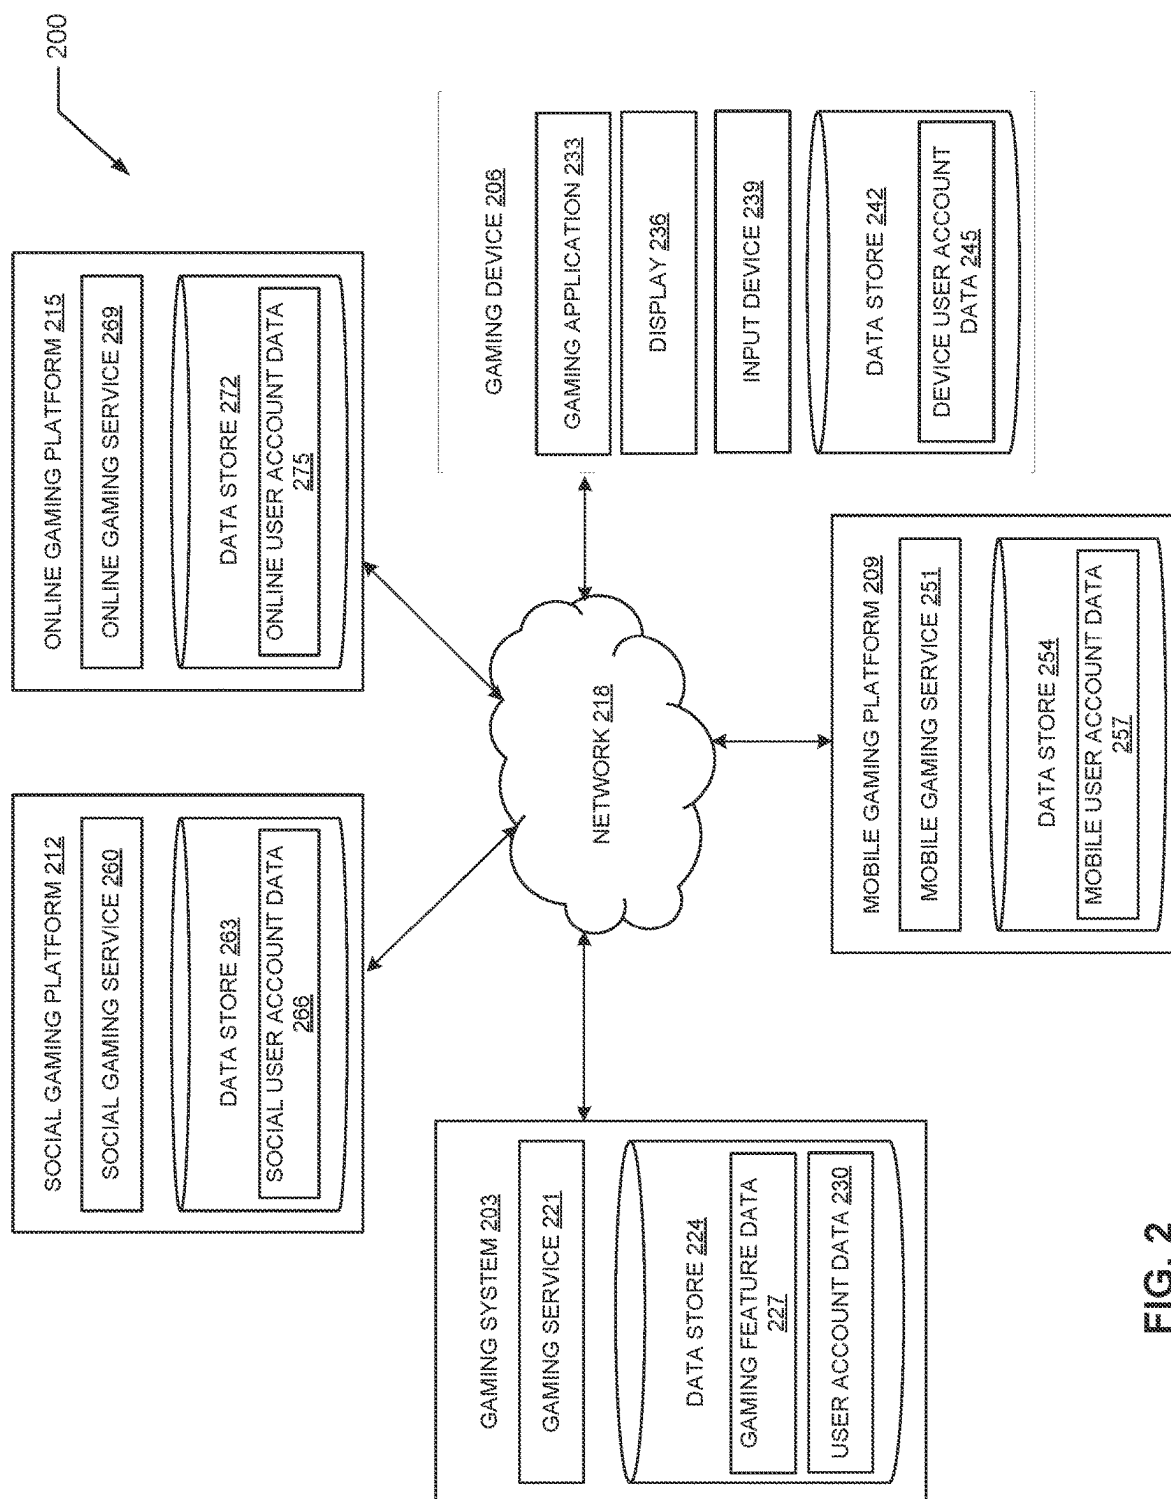 200
SOCIAL GAMING PLATFORM 212
SOCIAL GAMING SERVICE 260
DATA STORE 263
SOCIAL USER ACCOUNT DATA
266
ONLINE GAMING PLATFORM 215
ONLINE GAMING SERVICE 269
DATA STORE 272
ONLINE USER ACCOUNT DATA
275
GAMING SYSTEM 203
GAMING SERVICE 221
DATA STORE 224
GAMING FEATURE DATA
227
USER ACCOUNT DATA 230
NETWORK 218
GAMING DEVICE 206
GAMING APPLICATION 233
DISPLAY 236
INPUT DEVICE 239
DATA STORE 242
DEVICE USER ACCOUNT
DATA 245
MOBILE GAMING PLATFORM 209
MOBILE GAMING SERVICE 251
DATA STORE 254
MOBILE USER ACCOUNT DATA
257
FIG. 2